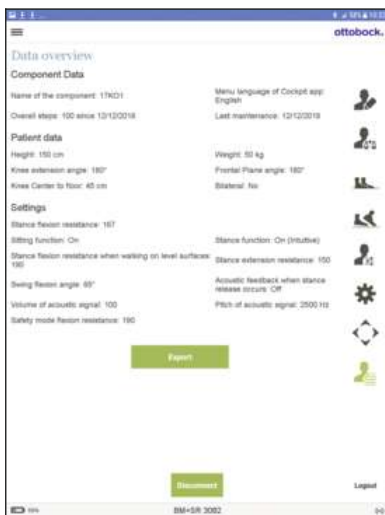 ottobock.
Data overview
Component Data
Name of the component: 17KO1
Menu language of Cockpit app:
English
Overall steps: 100 since 12/12/2018
Last maintenance: 12/12/2018
Patient data
Height: 150 cm
Weight: 50 kg
Knee extension angle: 180°
Frontal Plane angle: 180°
Knee Center to floor: 45 cm
Bilateral: No
Settings
Stance flexion resistance: 167
Sitting function: On
Stance function: On (Intuitive)
Stance flexion resistance when walking on level surfaces:
190
Stance extension resistance: 150
Swing flexion angle: 65°
Acoustic feedback when stance
release occurs: Off
Volume of acoustic signal: 100
Pitch of acoustic signal: 2500 Hz
Safety mode flexion resistance: 190
Export
Disconnect
Logout
BM+SR 3082